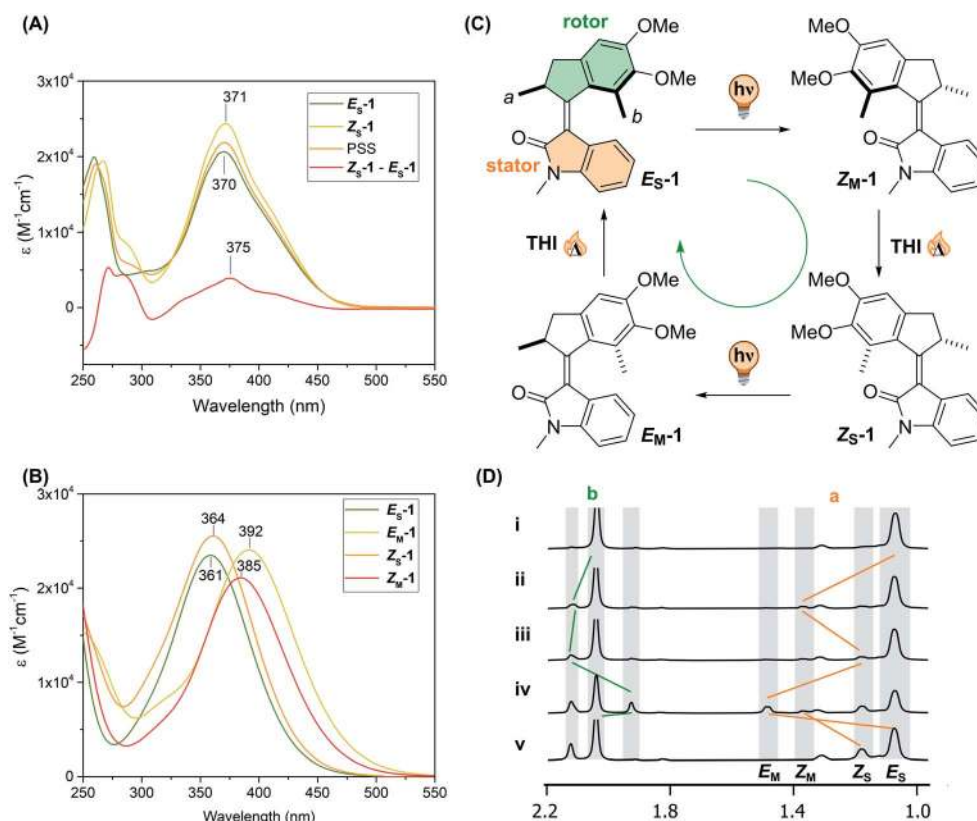 (A)
3x10⁴
2x10⁴
1x10⁴
0
ε (M⁻¹cm⁻¹)
371
370
375
E_S-1
Z_S-1
PSS
Z_S-1 - E_S-1
250 300 350 400 450 500 550
Wavelength (nm)
(B)
3x10⁴
2x10⁴
1x10⁴
0
ε (M⁻¹cm⁻¹)
364 392
361 385
E_S-1
E_M-1
Z_S-1
Z_M-1
250 300 350 400 450 500 550
Wavelength (nm)
(C)
rotor
OMe
OMe
a
b
O
N
stator
E_S-1
hν
MeO
MeO
O
N
Z_M-1
THI Δ
THI Δ
OMe
OMe
O
N
E_M-1
hν
MeO
MeO
O
N
Z_S-1
(D)
b a
i
ii
iii
iv
v
E_M Z_M Z_S E_S
2.2 1.8 1.4 1.0